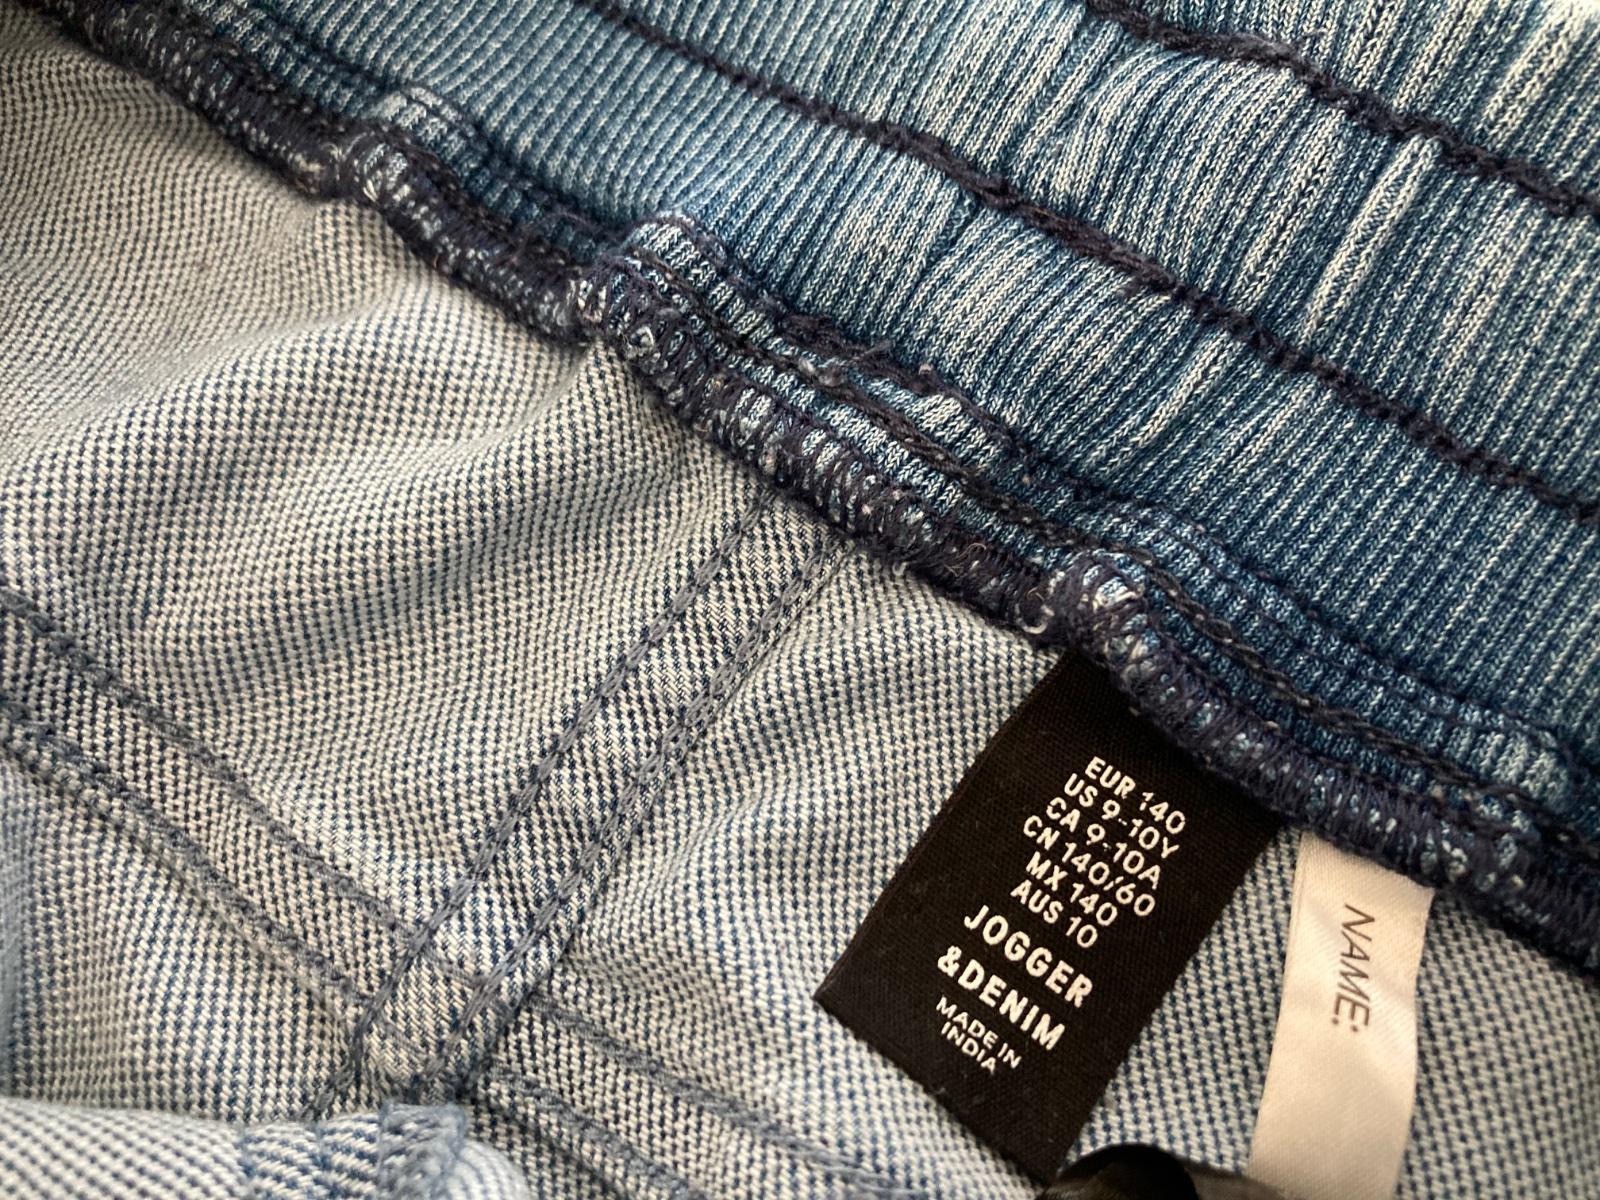 EUR 140
US 9-10Y
CA 9-10A
CN 140/60
MX 140
AUS 10
JOGGER
&DENIM
MADE IN
INDIA
NAME: